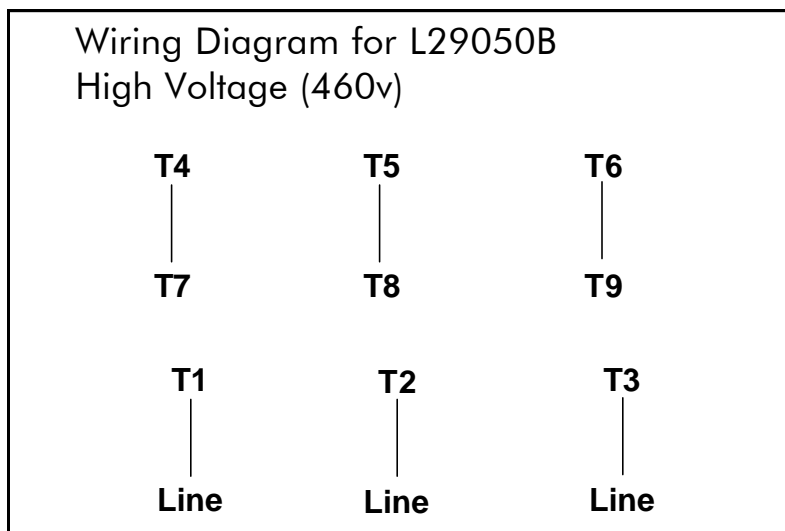 Wiring Diagram for L29050B
High Voltage (460v)
T4 T5 T6
T7 T8 T9
T1 T2 T3
Line Line Line